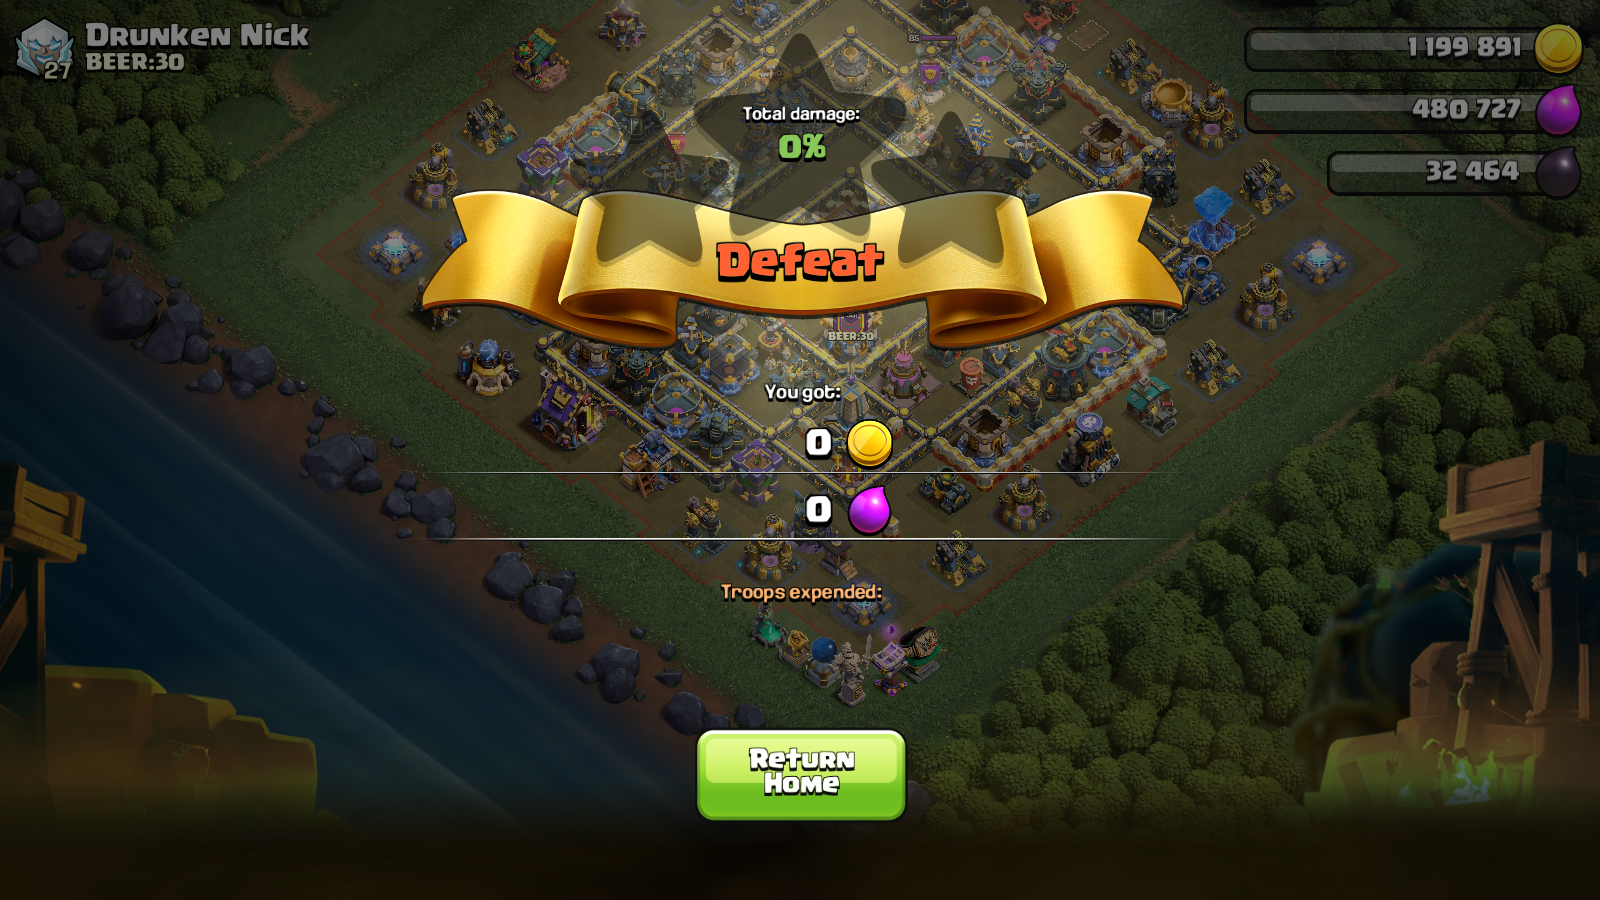 Drunken Nick
BEER:30
27
1 199 891
480 727
32 464
85
Total damage:
0%
Defeat
BEER:30
You got:
0
0
Troops expended:
Return
Home